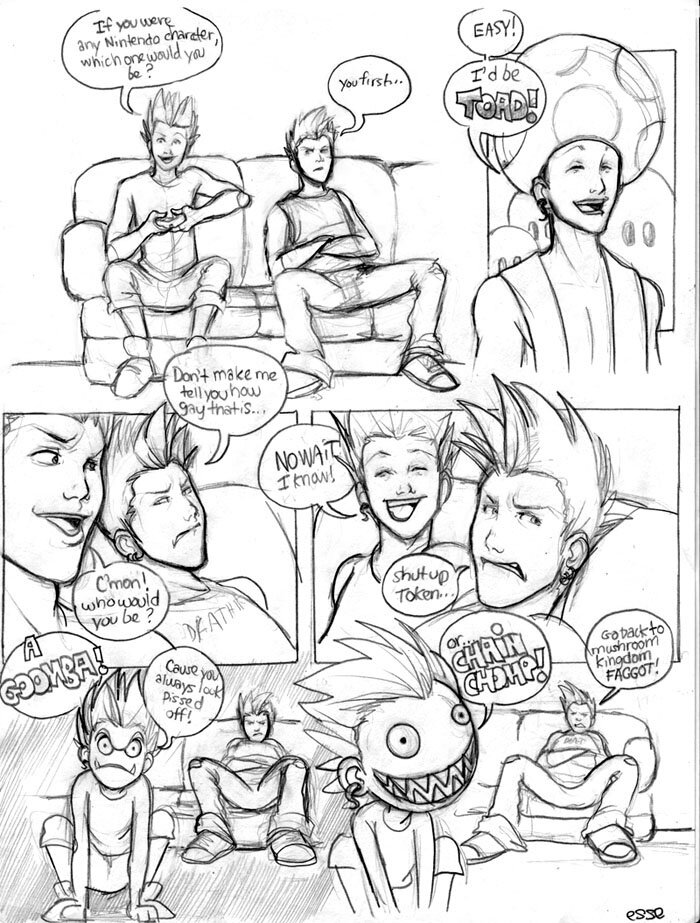 If you were
any Nintendo charcter,
which one would you
be?
you first...
EASY!
I'd be
TOAD!
Don't make me
tell you how
gay that is...
C'mon!
who would
you be?
DEATH
NO WAIT
I know!
shut up
Token...
A
GOOMBA!
Cause you
always look
Pissed
off!
or...
CHAIN
CHOMP!
Go back to
mushroom
kingdom
FAGGOT!
esse